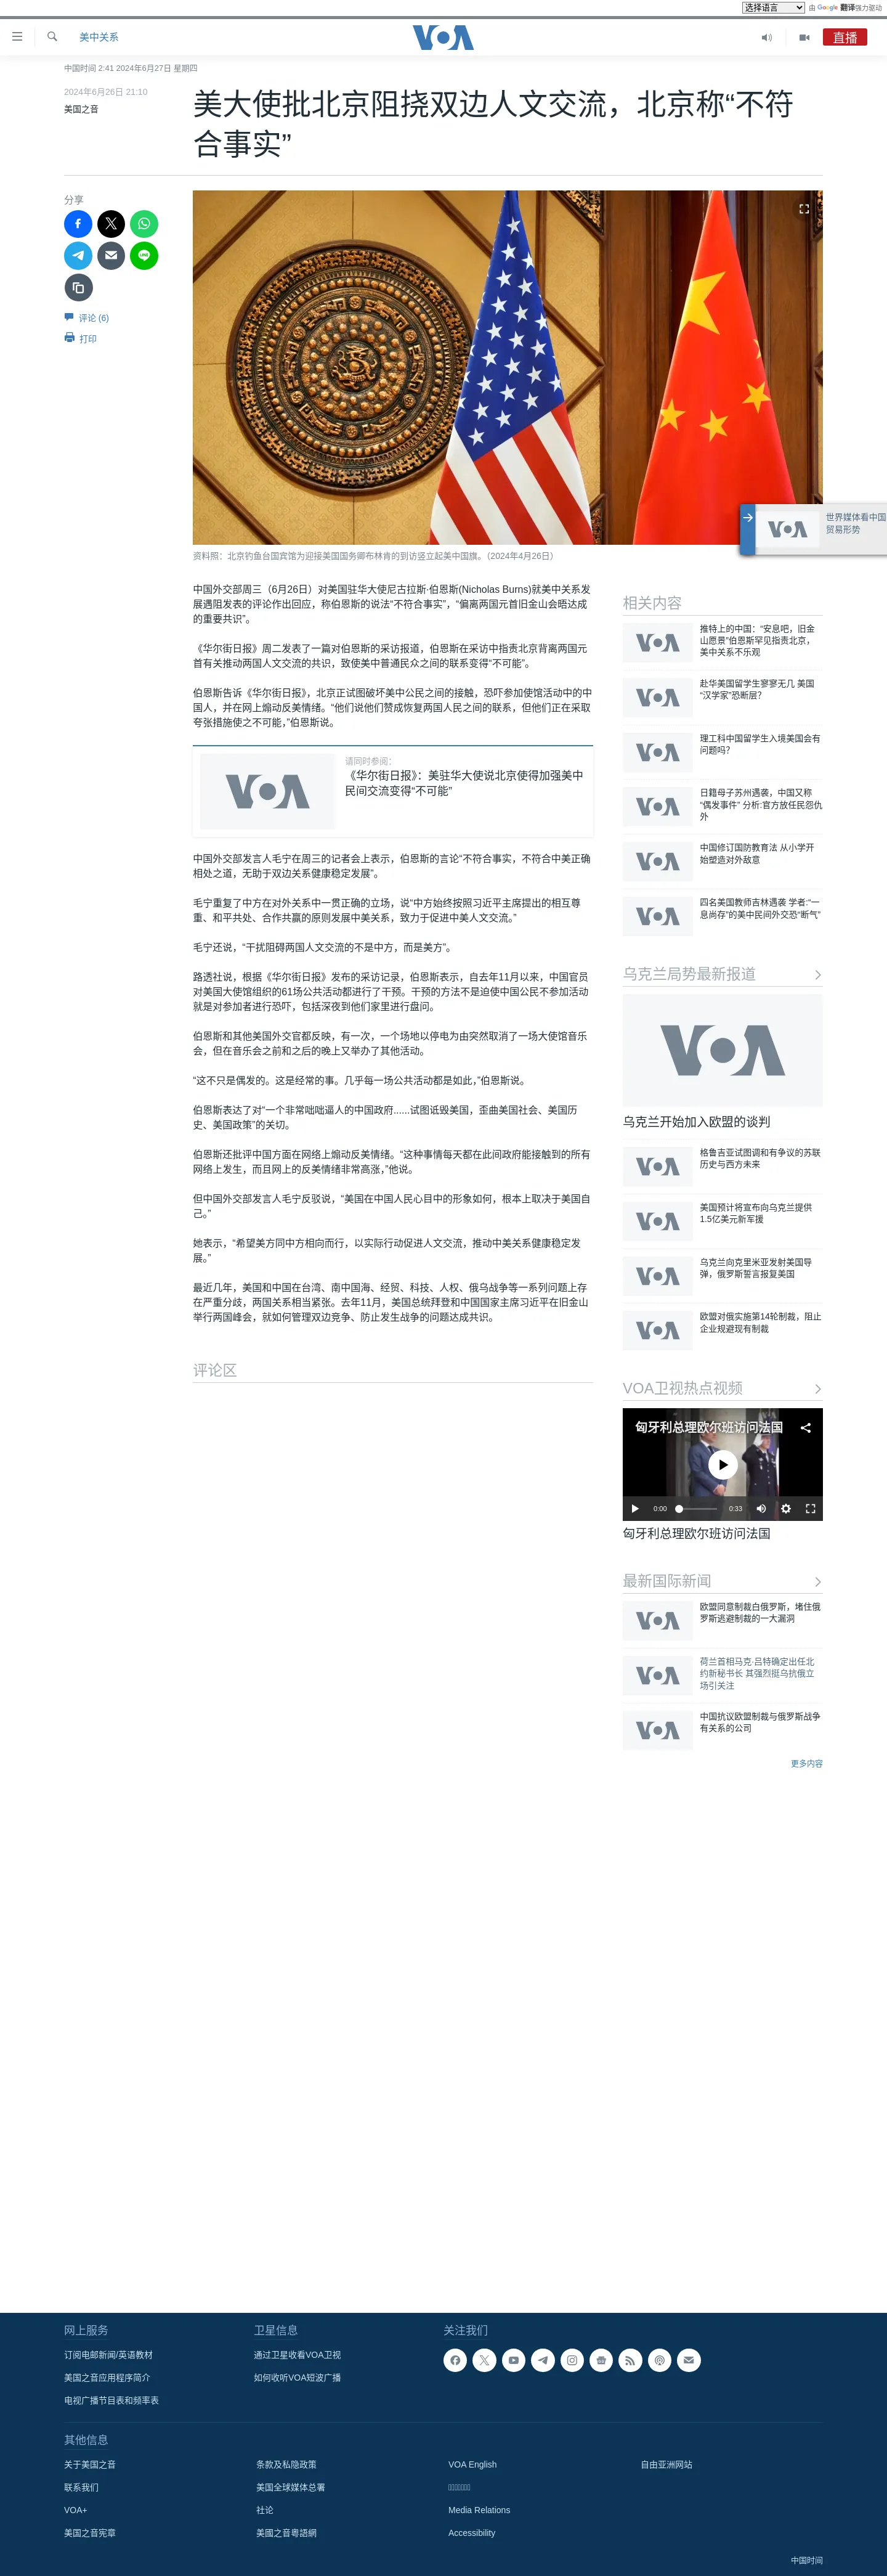 选择语言
由 Google 翻译强力驱动
美中关系
VOA
直播
中国时间 2:41 2024年6月27日 星期四
2024年6月26日 21:10
美国之音
美大使批北京阻挠双边人文交流，北京称“不符
合事实”
分享
评论 (6)
打印
资料照：北京钓鱼台国宾馆为迎接美国国务卿布林肯的到访竖立起美中国旗。（2024年4月26日）
VOA
世界媒体看中国
贸易形势
中国外交部周三（6月26日）对美国驻华大使尼古拉斯·伯恩斯(Nicholas Burns)就美中关系发
展遇阻发表的评论作出回应，称伯恩斯的说法“不符合事实”，“偏离两国元首旧金山会晤达成
的重要共识”。
《华尔街日报》周二发表了一篇对伯恩斯的采访报道，伯恩斯在采访中指责北京背离两国元
首有关推动两国人文交流的共识，致使美中普通民众之间的联系变得“不可能”。
伯恩斯告诉《华尔街日报》，北京正试图破坏美中公民之间的接触，恐吓参加使馆活动中的中
国人，并在网上煽动反美情绪。“他们说他们赞成恢复两国人民之间的联系，但他们正在采取
夸张措施使之不可能，”伯恩斯说。
VOA
请同时参阅：
《华尔街日报》：美驻华大使说北京使得加强美中
民间交流变得“不可能”
中国外交部发言人毛宁在周三的记者会上表示，伯恩斯的言论“不符合事实，不符合中美正确
相处之道，无助于双边关系健康稳定发展”。
毛宁重复了中方在对外关系中一贯正确的立场，说“中方始终按照习近平主席提出的相互尊
重、和平共处、合作共赢的原则发展中美关系，致力于促进中美人文交流。”
毛宁还说，“干扰阻碍两国人文交流的不是中方，而是美方”。
路透社说，根据《华尔街日报》发布的采访记录，伯恩斯表示，自去年11月以来，中国官员
对美国大使馆组织的61场公共活动都进行了干预。干预的方法不是迫使中国公民不参加活动
就是对参加者进行恐吓，包括深夜到他们家里进行盘问。
伯恩斯和其他美国外交官都反映，有一次，一个场地以停电为由突然取消了一场大使馆音乐
会，但在音乐会之前和之后的晚上又举办了其他活动。
“这不只是偶发的。这是经常的事。几乎每一场公共活动都是如此，”伯恩斯说。
伯恩斯表达了对“一个非常咄咄逼人的中国政府......试图诋毁美国，歪曲美国社会、美国历
史、美国政策”的关切。
伯恩斯还批评中国方面在网络上煽动反美情绪。“这种事情每天都在此间政府能接触到的所有
网络上发生，而且网上的反美情绪非常高涨，”他说。
但中国外交部发言人毛宁反驳说，“美国在中国人民心目中的形象如何，根本上取决于美国自
己。”
她表示，“希望美方同中方相向而行，以实际行动促进人文交流，推动中美关系健康稳定发
展。”
最近几年，美国和中国在台湾、南中国海、经贸、科技、人权、俄乌战争等一系列问题上存
在严重分歧，两国关系相当紧张。去年11月，美国总统拜登和中国国家主席习近平在旧金山
举行两国峰会，就如何管理双边竞争、防止发生战争的问题达成共识。
评论区
相关内容
VOA
推特上的中国：“安息吧，旧金
山愿景”伯恩斯罕见指责北京，
美中关系不乐观
VOA
赴华美国留学生寥寥无几 美国
“汉学家”恐断层？
VOA
理工科中国留学生入境美国会有
问题吗？
VOA
日籍母子苏州遇袭，中国又称
“偶发事件” 分析:官方放任民怨仇
外
VOA
中国修订国防教育法 从小学开
始塑造对外敌意
VOA
四名美国教师吉林遇袭 学者:“一
息尚存”的美中民间外交恐“断气”
乌克兰局势最新报道
VOA
乌克兰开始加入欧盟的谈判
VOA
格鲁吉亚试图调和有争议的苏联
历史与西方未来
VOA
美国预计将宣布向乌克兰提供
1.5亿美元新军援
VOA
乌克兰向克里米亚发射美国导
弹，俄罗斯誓言报复美国
VOA
欧盟对俄实施第14轮制裁，阻止
企业规避现有制裁
VOA卫视热点视频
匈牙利总理欧尔班访问法国
0:00
0:33
匈牙利总理欧尔班访问法国
最新国际新闻
VOA
欧盟同意制裁白俄罗斯，堵住俄
罗斯逃避制裁的一大漏洞
VOA
荷兰首相马克·吕特确定出任北
约新秘书长 其强烈挺乌抗俄立
场引关注
VOA
中国抗议欧盟制裁与俄罗斯战争
有关系的公司
更多内容
网上服务
订阅电邮新闻/英语教材
美国之音应用程序简介
电视广播节目表和频率表
卫星信息
通过卫星收看VOA卫视
如何收听VOA短波广播
关注我们
其他信息
关于美国之音
联系我们
VOA+
美国之音宪章
条款及私隐政策
美国全球媒体总署
社论
美國之音粵語網
VOA English
Media Relations
Accessibility
自由亚洲网站
中国时间